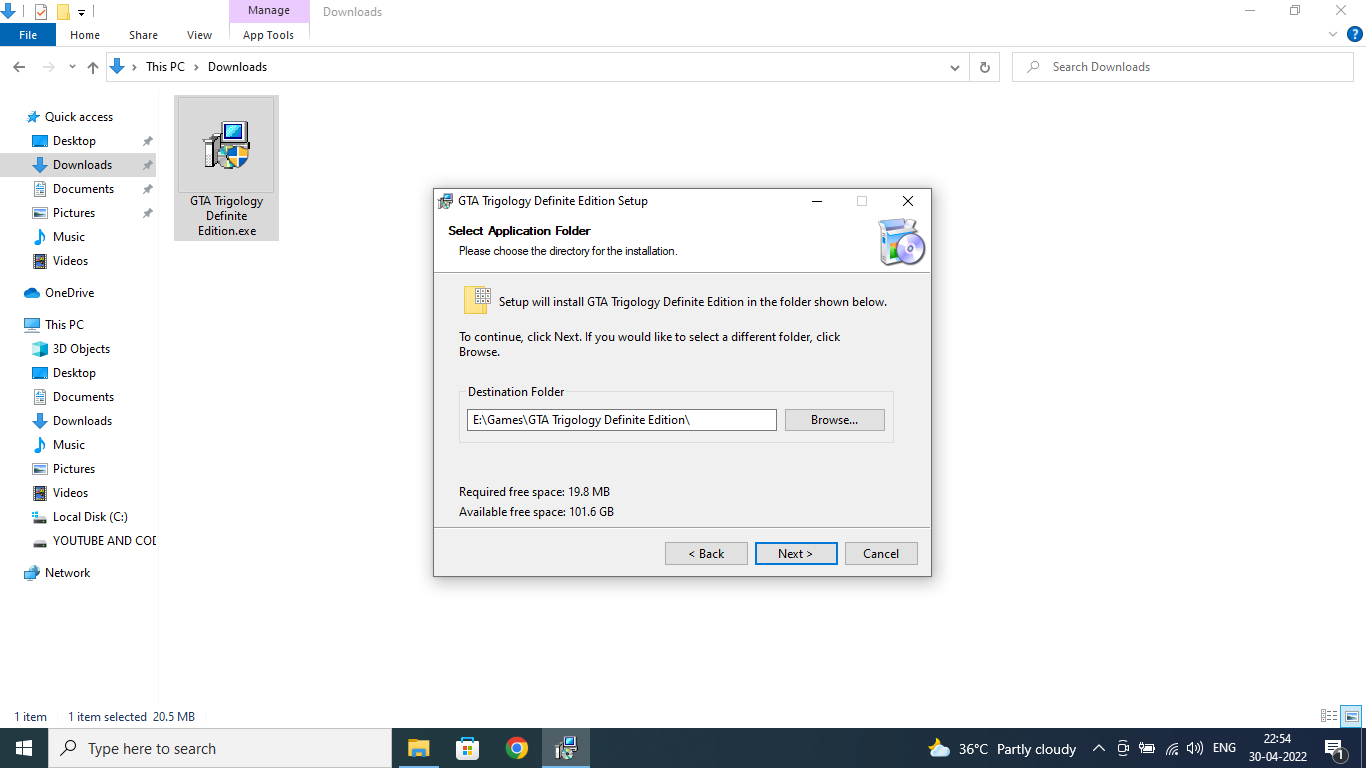 Manage
Downloads
File
Home
Share
View
App Tools
This PC
Downloads
Search Downloads
Quick access
Desktop
Downloads
Documents
Pictures
Music
Videos
OneDrive
This PC
3D Objects
Desktop
Documents
Downloads
Music
Pictures
Videos
Local Disk (C:)
YOUTUBE AND COD
Network
GTA Trigology
Definite
Edition.exe
GTA Trigology Definite Edition Setup
Select Application Folder
Please choose the directory for the installation.
Setup will install GTA Trigology Definite Edition in the folder shown below.
To continue, click Next. If you would like to select a different folder, click
Browse.
Destination Folder
E:\Games\GTA Trigology Definite Edition\
Browse...
Required free space: 19.8 MB
Available free space: 101.6 GB
< Back
Next >
Cancel
1 item
1 item selected 20.5 MB
Type here to search
36°C Partly cloudy
ENG
22:54
30-04-2022
1